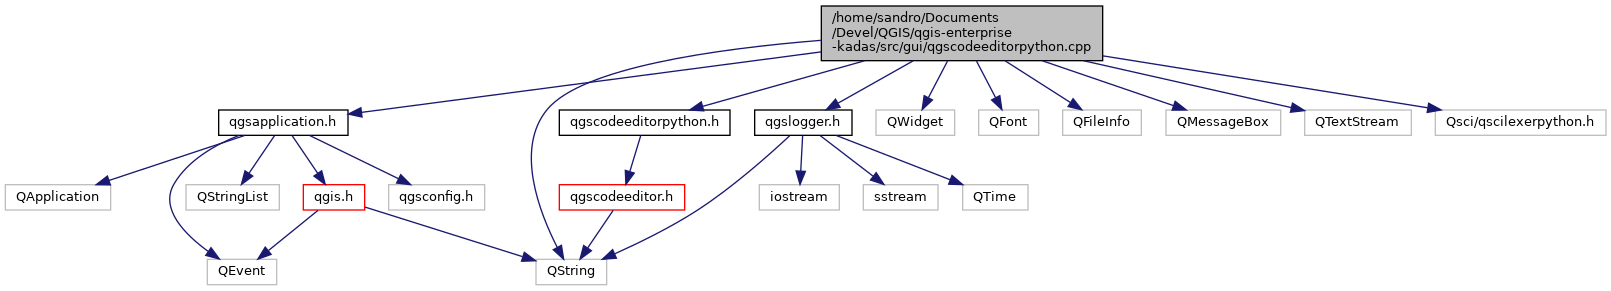 /home/sandro/Documents
/Devel/QGIS/qgis-enterprise
-kadas/src/gui/qgscodeeditorpython.cpp
qgsapplication.h
qgscodeeditorpython.h
qgslogger.h
QWidget
QFont
QFileInfo
QMessageBox
QTextStream
Qsci/qscilexerpython.h
QApplication
QStringList
qgis.h
qgsconfig.h
qgscodeeditor.h
iostream
sstream
QTime
QEvent
QString